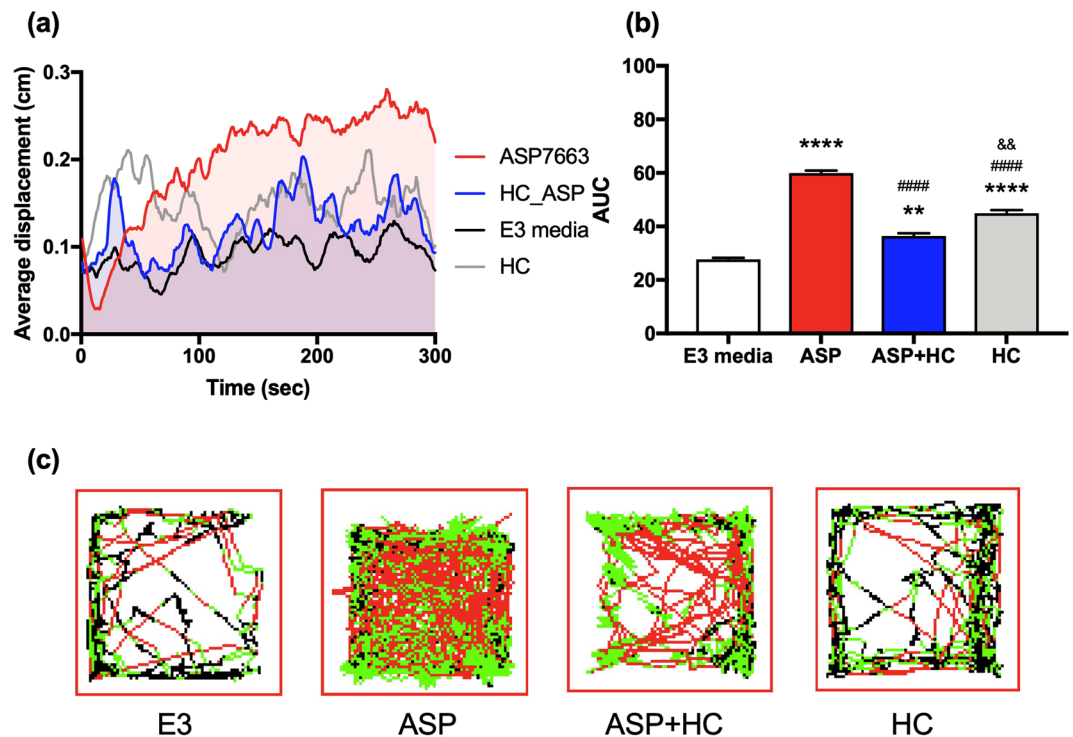 (a)
Average displacement (cm)
0.3
0.2
0.1
0.0
0
100
200
300
Time (sec)
ASP7663
HC_ASP
E3 media
HC
(b)
AUC
100
80
60
40
20
0
****
####
**
&&
####
****
E3 media
ASP
ASP+HC
HC
(c)
E3
ASP
ASP+HC
HC